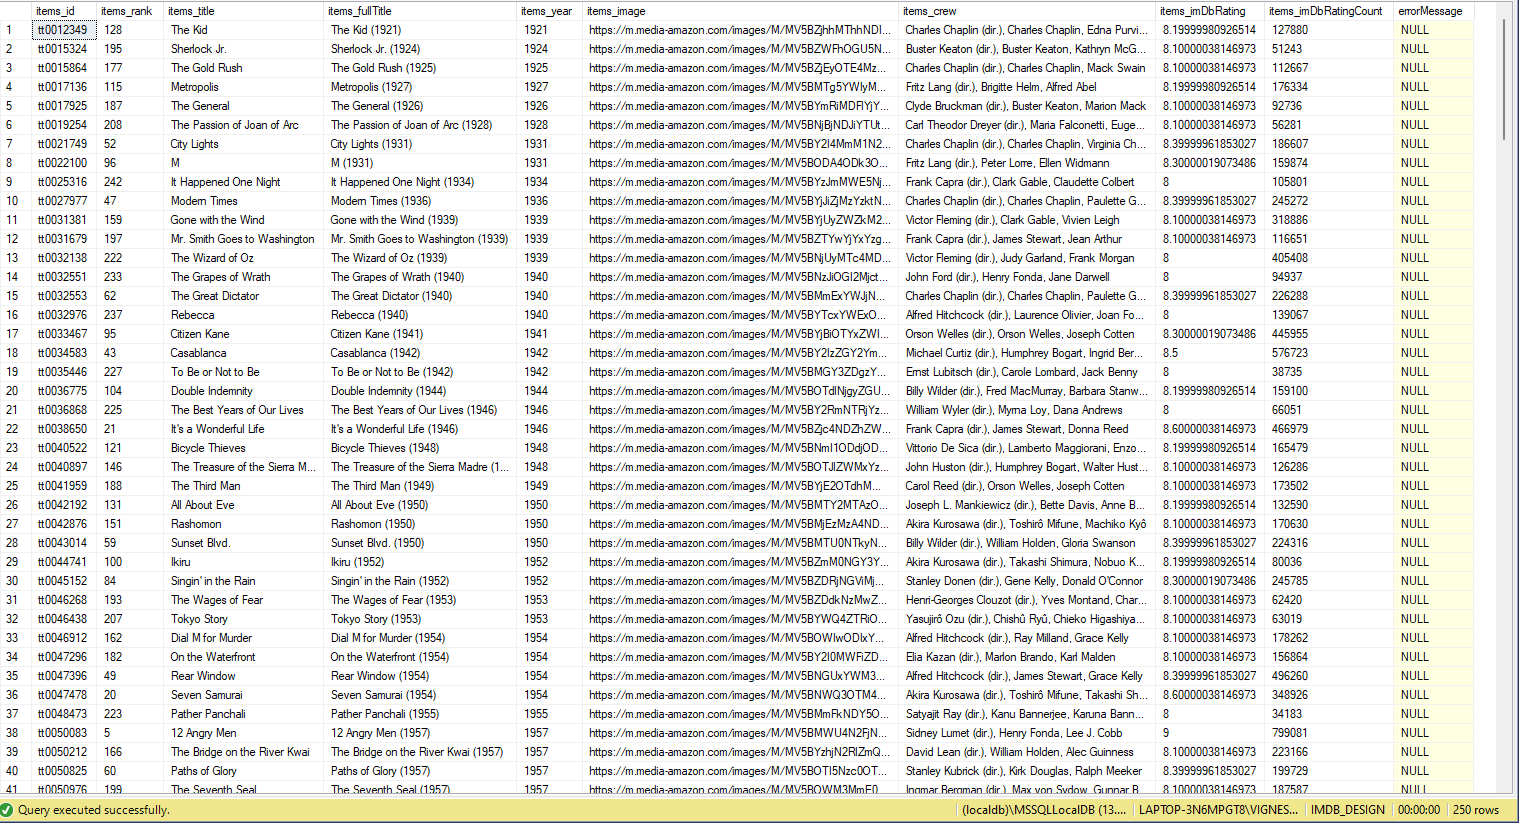 items_id items_rank items_title items_fullTitle items_year items_image items_crew items_imDbRating items_imDbRatingCount errorMessage
1 tt0012349 128 The Kid The Kid (1921) 1921 https://m.media-amazon.com/images/M/MV5BZjhhMThhNDI... Charles Chaplin (dir.), Charles Chaplin, Edna Purvi... 8.19999980926514 127880 NULL
2 tt0015324 195 Sherlock Jr. Sherlock Jr. (1924) 1924 https://m.media-amazon.com/images/M/MV5BZWFhOGU5N... Buster Keaton (dir.), Buster Keaton, Kathryn McG... 8.10000038146973 51243 NULL
3 tt0015864 177 The Gold Rush The Gold Rush (1925) 1925 https://m.media-amazon.com/images/M/MV5BZjEyOTE4Mz... Charles Chaplin (dir.), Charles Chaplin, Mack Swain 8.10000038146973 112667 NULL
4 tt0017136 115 Metropolis Metropolis (1927) 1927 https://m.media-amazon.com/images/M/MV5BMTg5YWIyM... Fritz Lang (dir.), Brigitte Helm, Alfred Abel 8.19999980926514 176334 NULL
5 tt0017925 187 The General The General (1926) 1926 https://m.media-amazon.com/images/M/MV5BYmRiMDFlYjY... Clyde Bruckman (dir.), Buster Keaton, Marion Mack 8.10000038146973 92736 NULL
6 tt0019254 208 The Passion of Joan of Arc The Passion of Joan of Arc (1928) 1928 https://m.media-amazon.com/images/M/MV5BNjBjNDJiYTUt... Carl Theodor Dreyer (dir.), Maria Falconetti, Euge... 8.10000038146973 56281 NULL
7 tt0021749 52 City Lights City Lights (1931) 1931 https://m.media-amazon.com/images/M/MV5BY2I4MmM1N2... Charles Chaplin (dir.), Charles Chaplin, Virginia Ch... 8.39999961853027 186607 NULL
8 tt0022100 96 M M (1931) 1931 https://m.media-amazon.com/images/M/MV5BODA4ODk3O... Fritz Lang (dir.), Peter Lorre, Ellen Widmann 8.30000019073486 159874 NULL
9 tt0025316 242 It Happened One Night It Happened One Night (1934) 1934 https://m.media-amazon.com/images/M/MV5BYzJmMWE5Nj... Frank Capra (dir.), Clark Gable, Claudette Colbert 8 105801 NULL
10 tt0027977 47 Modern Times Modern Times (1936) 1936 https://m.media-amazon.com/images/M/MV5BYjJiZjMzYzktN... Charles Chaplin (dir.), Charles Chaplin, Paulette G... 8.39999961853027 245272 NULL
11 tt0031381 159 Gone with the Wind Gone with the Wind (1939) 1939 https://m.media-amazon.com/images/M/MV5BYjUyZWZkM2... Victor Fleming (dir.), Clark Gable, Vivien Leigh 8.10000038146973 318886 NULL
12 tt0031679 197 Mr. Smith Goes to Washington Mr. Smith Goes to Washington (1939) 1939 https://m.media-amazon.com/images/M/MV5BZTYwYjYxYzg... Frank Capra (dir.), James Stewart, Jean Arthur 8.10000038146973 116651 NULL
13 tt0032138 222 The Wizard of Oz The Wizard of Oz (1939) 1939 https://m.media-amazon.com/images/M/MV5BNjUyMTc4MD... Victor Fleming (dir.), Judy Garland, Frank Morgan 8 405408 NULL
14 tt0032551 233 The Grapes of Wrath The Grapes of Wrath (1940) 1940 https://m.media-amazon.com/images/M/MV5BNzJiOGI2Mjct... John Ford (dir.), Henry Fonda, Jane Darwell 8 94937 NULL
15 tt0032553 62 The Great Dictator The Great Dictator (1940) 1940 https://m.media-amazon.com/images/M/MV5BMmExYWJjN... Charles Chaplin (dir.), Charles Chaplin, Paulette G... 8.39999961853027 226288 NULL
16 tt0032976 237 Rebecca Rebecca (1940) 1940 https://m.media-amazon.com/images/M/MV5BYTcxYWExO... Alfred Hitchcock (dir.), Laurence Olivier, Joan Fo... 8 139067 NULL
17 tt0033467 95 Citizen Kane Citizen Kane (1941) 1941 https://m.media-amazon.com/images/M/MV5BYjBiOTYxZWI... Orson Welles (dir.), Orson Welles, Joseph Cotten 8.30000019073486 445955 NULL
18 tt0034583 43 Casablanca Casablanca (1942) 1942 https://m.media-amazon.com/images/M/MV5BY2IzZGY2Ym... Michael Curtiz (dir.), Humphrey Bogart, Ingrid Ber... 8.5 576723 NULL
19 tt0035446 227 To Be or Not to Be To Be or Not to Be (1942) 1942 https://m.media-amazon.com/images/M/MV5BMGY3ZDgzY... Ernst Lubitsch (dir.), Carole Lombard, Jack Benny 8 38735 NULL
20 tt0036775 104 Double Indemnity Double Indemnity (1944) 1944 https://m.media-amazon.com/images/M/MV5BOTdlNjgyZGU... Billy Wilder (dir.), Fred MacMurray, Barbara Stanw... 8.19999980926514 159100 NULL
21 tt0036868 225 The Best Years of Our Lives The Best Years of Our Lives (1946) 1946 https://m.media-amazon.com/images/M/MV5BY2RmNTRjYz... William Wyler (dir.), Myrna Loy, Dana Andrews 8 66051 NULL
22 tt0038650 21 It's a Wonderful Life It's a Wonderful Life (1946) 1946 https://m.media-amazon.com/images/M/MV5BZjc4NDZhZW... Frank Capra (dir.), James Stewart, Donna Reed 8.60000038146973 466979 NULL
23 tt0040522 121 Bicycle Thieves Bicycle Thieves (1948) 1948 https://m.media-amazon.com/images/M/MV5BNmI1ODdjOD... Vittorio De Sica (dir.), Lamberto Maggiorani, Enzo... 8.19999980926514 165479 NULL
24 tt0040897 146 The Treasure of the Sierra M... The Treasure of the Sierra Madre (1... 1948 https://m.media-amazon.com/images/M/MV5BOTJlZWMxYz... John Huston (dir.), Humphrey Bogart, Walter Hust... 8.10000038146973 126286 NULL
25 tt0041959 188 The Third Man The Third Man (1949) 1949 https://m.media-amazon.com/images/M/MV5BYjE2OTdhM... Carol Reed (dir.), Orson Welles, Joseph Cotten 8.10000038146973 173502 NULL
26 tt0042192 131 All About Eve All About Eve (1950) 1950 https://m.media-amazon.com/images/M/MV5BMTY2MTAzO... Joseph L. Mankiewicz (dir.), Bette Davis, Anne B... 8.19999980926514 132590 NULL
27 tt0042876 151 Rashomon Rashomon (1950) 1950 https://m.media-amazon.com/images/M/MV5BMjEzMzA4ND... Akira Kurosawa (dir.), Toshirô Mifune, Machiko Kyô 8.10000038146973 170630 NULL
28 tt0043014 59 Sunset Blvd. Sunset Blvd. (1950) 1950 https://m.media-amazon.com/images/M/MV5BMTU0NTkyN... Billy Wilder (dir.), William Holden, Gloria Swanson 8.39999961853027 224316 NULL
29 tt0044741 100 Ikiru Ikiru (1952) 1952 https://m.media-amazon.com/images/M/MV5BZmM0NGY3Y... Akira Kurosawa (dir.), Takashi Shimura, Nobuo K... 8.19999980926514 80036 NULL
30 tt0045152 84 Singin' in the Rain Singin' in the Rain (1952) 1952 https://m.media-amazon.com/images/M/MV5BZDRjNGViMj... Stanley Donen (dir.), Gene Kelly, Donald O'Connor 8.30000019073486 245785 NULL
31 tt0046268 193 The Wages of Fear The Wages of Fear (1953) 1953 https://m.media-amazon.com/images/M/MV5BZDdkNzMwZ... Henri-Georges Clouzot (dir.), Yves Montand, Char... 8.10000038146973 62420 NULL
32 tt0046438 207 Tokyo Story Tokyo Story (1953) 1953 https://m.media-amazon.com/images/M/MV5BYWQ4ZTRiO... Yasujirô Ozu (dir.), Chishû Ryû, Chieko Higashiya... 8.10000038146973 63019 NULL
33 tt0046912 162 Dial M for Murder Dial M for Murder (1954) 1954 https://m.media-amazon.com/images/M/MV5BOWIwODIxY... Alfred Hitchcock (dir.), Ray Milland, Grace Kelly 8.10000038146973 178262 NULL
34 tt0047296 182 On the Waterfront On the Waterfront (1954) 1954 https://m.media-amazon.com/images/M/MV5BY2I0MWFiZD... Elia Kazan (dir.), Marlon Brando, Karl Malden 8.10000038146973 156864 NULL
35 tt0047396 49 Rear Window Rear Window (1954) 1954 https://m.media-amazon.com/images/M/MV5BNGUxYWM3... Alfred Hitchcock (dir.), James Stewart, Grace Kelly 8.39999961853027 496260 NULL
36 tt0047478 20 Seven Samurai Seven Samurai (1954) 1954 https://m.media-amazon.com/images/M/MV5BNWQ3OTM4... Akira Kurosawa (dir.), Toshirô Mifune, Takashi Sh... 8.60000038146973 348926 NULL
37 tt0048473 223 Pather Panchali Pather Panchali (1955) 1955 https://m.media-amazon.com/images/M/MV5BMmFkNDY5O... Satyajit Ray (dir.), Kanu Bannerjee, Karuna Bann... 8 34183 NULL
38 tt0050083 5 12 Angry Men 12 Angry Men (1957) 1957 https://m.media-amazon.com/images/M/MV5BMWU4N2FjN... Sidney Lumet (dir.), Henry Fonda, Lee J. Cobb 9 799081 NULL
39 tt0050212 166 The Bridge on the River Kwai The Bridge on the River Kwai (1957) 1957 https://m.media-amazon.com/images/M/MV5BYzhjN2RlZmQ... David Lean (dir.), William Holden, Alec Guinness 8.10000038146973 223166 NULL
40 tt0050825 60 Paths of Glory Paths of Glory (1957) 1957 https://m.media-amazon.com/images/M/MV5BOTI5Nzc0OT... Stanley Kubrick (dir.), Kirk Douglas, Ralph Meeker 8.39999961853027 199729 NULL
41 tt0050976 199 The Seventh Seal The Seventh Seal (1957) 1957 Ingmar Bergman (dir.), Max von Sydow, Gunnar B... 8.10000038146973 187587 NULL
Query executed successfully. (localdb)\MSSQLLocalDB (13.... LAPTOP-3N6MPGT8\VIGNES... IMDB_DESIGN 00:00:00 250 rows